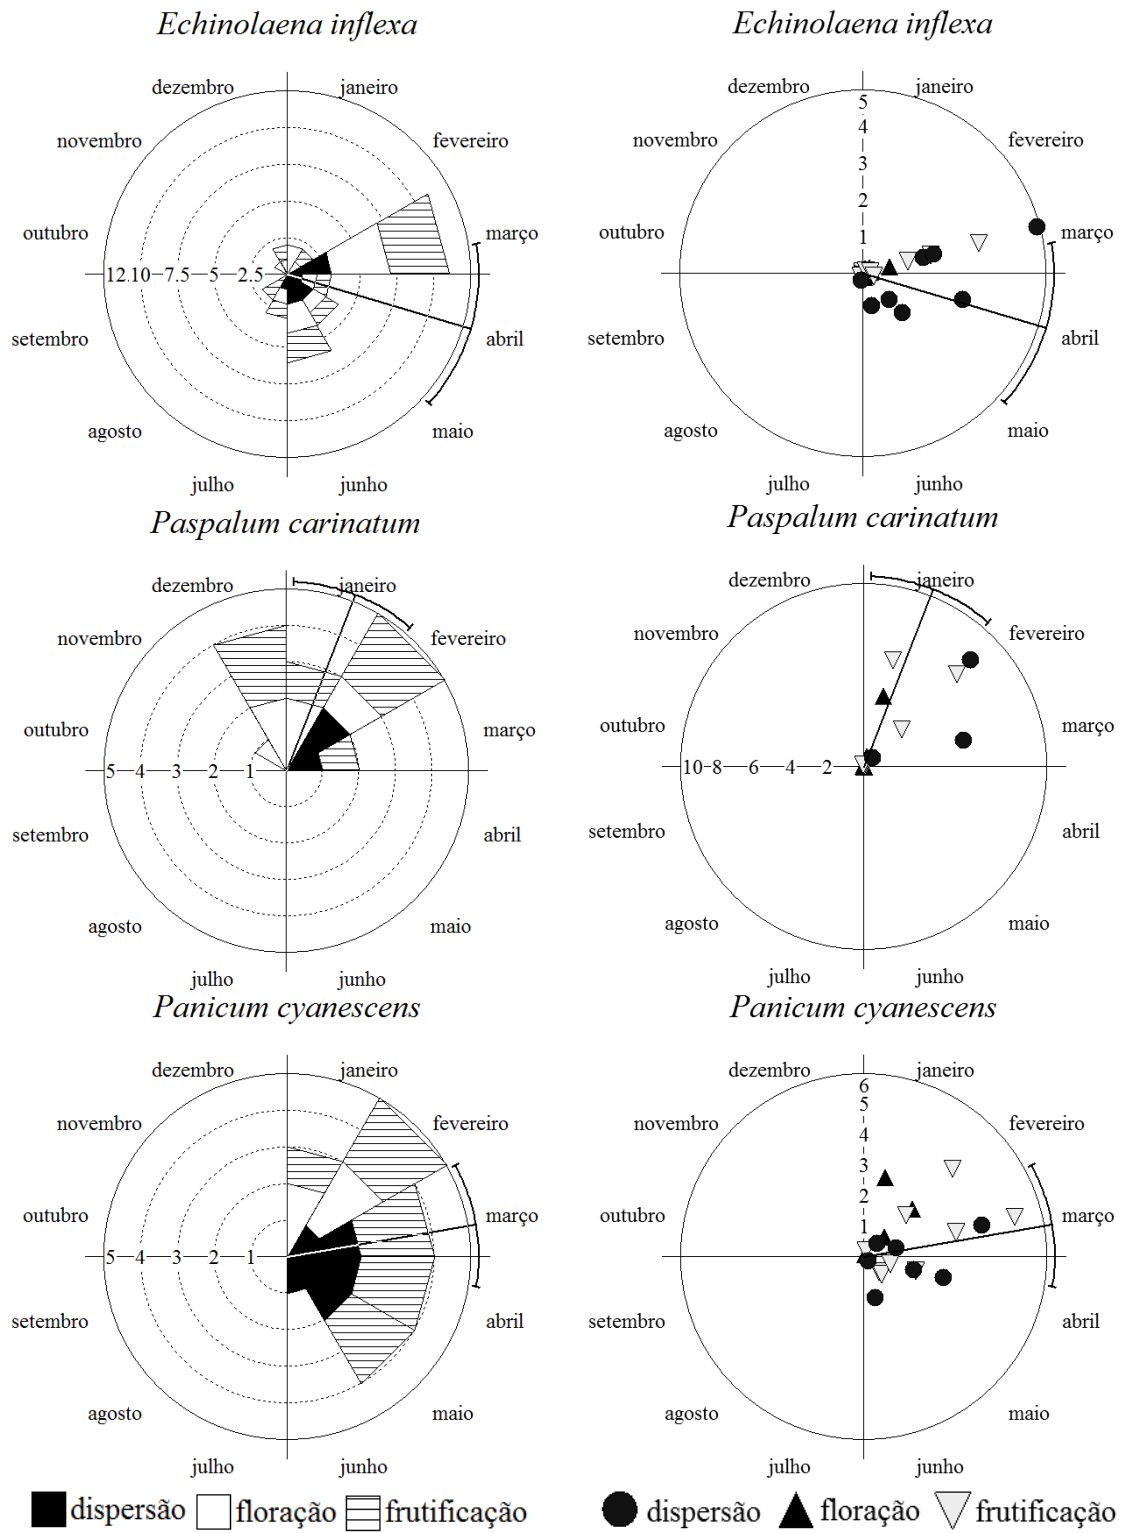 Echinolaena inflexa
dezembro janeiro
novembro fevereiro
outubro março
12.10 7.5 5 2.5
setembro abril
agosto maio
julho junho
Echinolaena inflexa
dezembro janeiro
5
4
novembro fevereiro
3
2
outubro março
1
setembro abril
agosto maio
julho junho
Paspalum carinatum
dezembro janeiro
novembro fevereiro
outubro março
5 4 3 2 1
setembro abril
agosto maio
julho junho
Paspalum carinatum
dezembro janeiro
novembro fevereiro
outubro março
10 8 6 4 2
setembro abril
agosto maio
julho junho
Panicum cyanescens
dezembro janeiro
novembro fevereiro
outubro março
5 4 3 2 1
setembro abril
agosto maio
julho junho
Panicum cyanescens
dezembro janeiro
6
5
novembro fevereiro
4
3
2
outubro março
1
setembro abril
agosto maio
julho junho
dispersão floração frutificação
dispersão floração frutificação